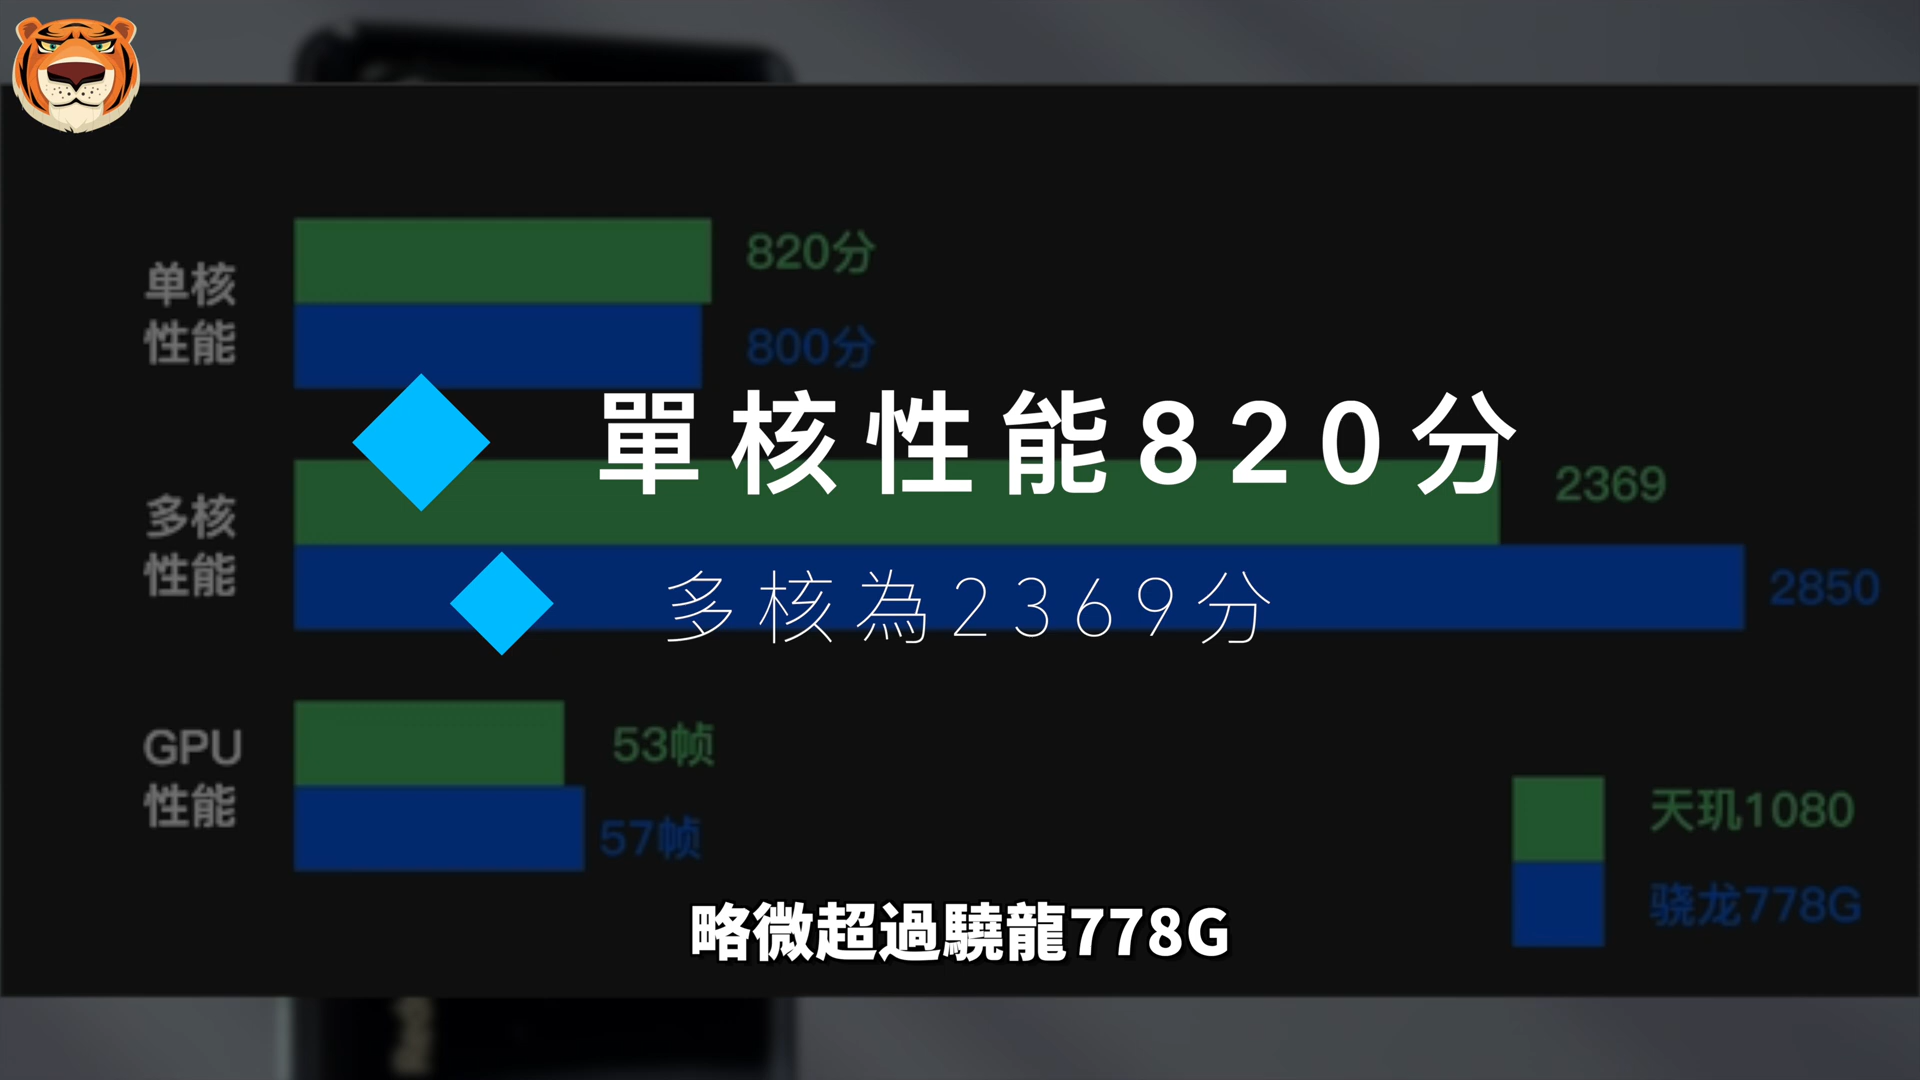 单核
性能
820分
800分
單核性能820分
多核
性能
2369
2850
多核為2369分
GPU
性能
53帧
57帧
天玑1080
骁龙778G
略微超過驍龍778G